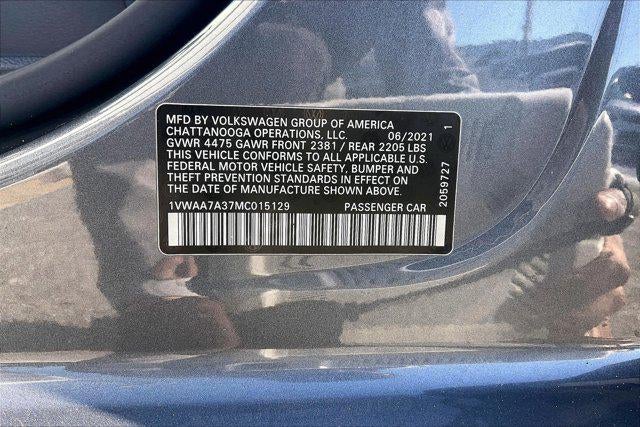 MFD BY VOLKSWAGEN GROUP OF AMERICA
CHATTANOOGA OPERATIONS, LLC. 06/2021
GVWR 4475 GAWR FRONT 2381 / REAR 2205 LBS
THIS VEHICLE CONFORMS TO ALL APPLICABLE U.S.
FEDERAL MOTOR VEHICLE SAFETY, BUMPER AND
THEFT PREVENTION STANDARDS IN EFFECT ON
THE DATE OF MANUFACTURE SHOWN ABOVE.
1VWAA7A37MC015129 PASSENGER CAR
2059727 1